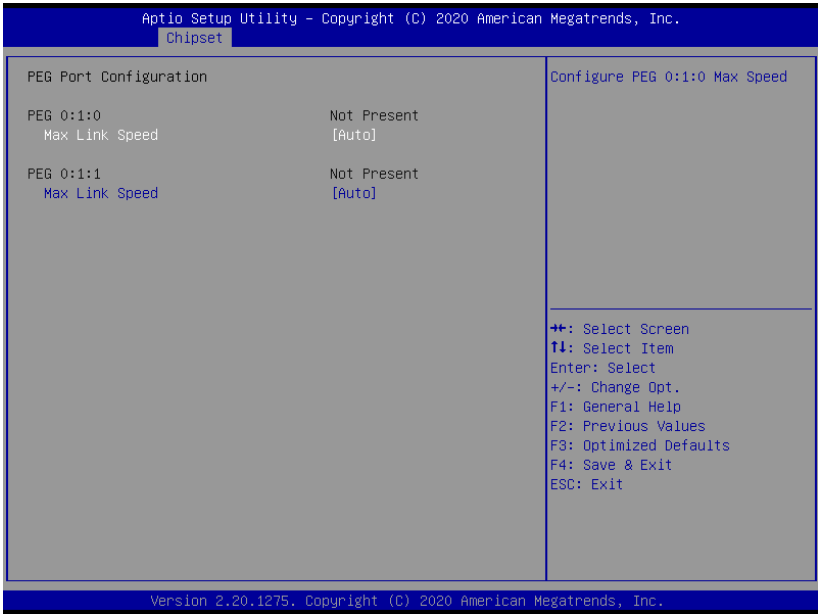 Aptio Setup Utility – Copyright (C) 2020 American Megatrends, Inc.
Chipset
PEG Port Configuration
PEG 0:1:0 Not Present
Max Link Speed [Auto]
PEG 0:1:1 Not Present
Max Link Speed [Auto]
Configure PEG 0:1:0 Max Speed
→←: Select Screen
↑↓: Select Item
Enter: Select
+/-: Change Opt.
F1: General Help
F2: Previous Values
F3: Optimized Defaults
F4: Save & Exit
ESC: Exit
Version 2.20.1275. Copyright (C) 2020 American Megatrends, Inc.